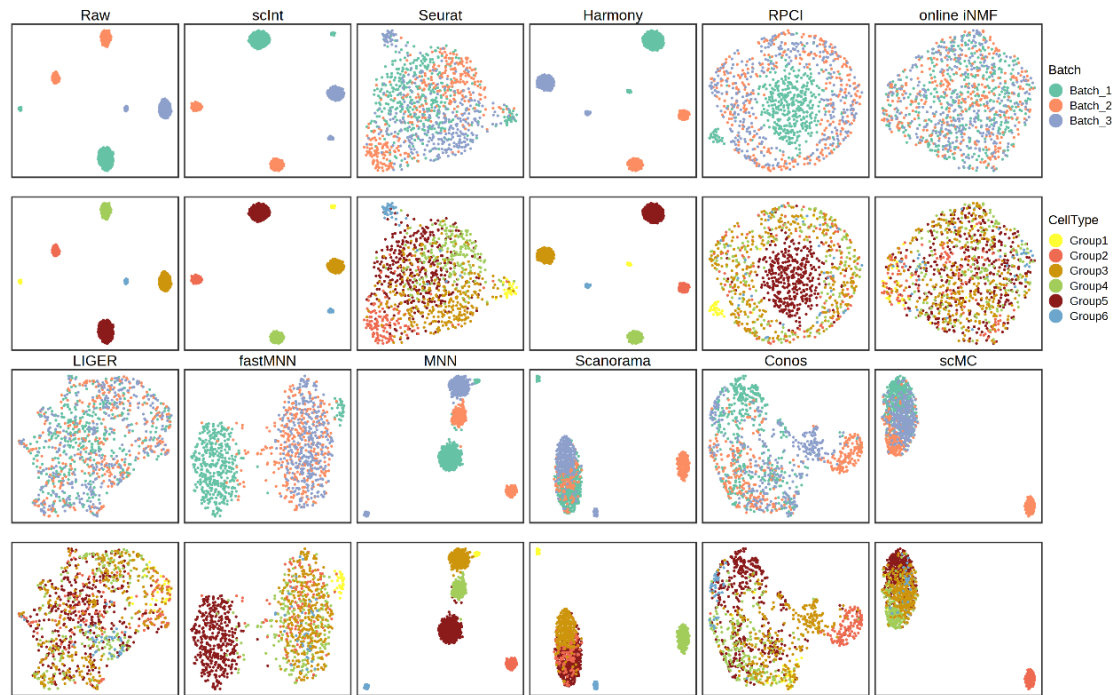 Raw scInt Seurat Harmony RPCI online iNMF
Batch
Batch_1
Batch_2
Batch_3
CellType
Group1
Group2
Group3
Group4
Group5
Group6
LIGER fastMNN MNN Scanorama Conos scMC